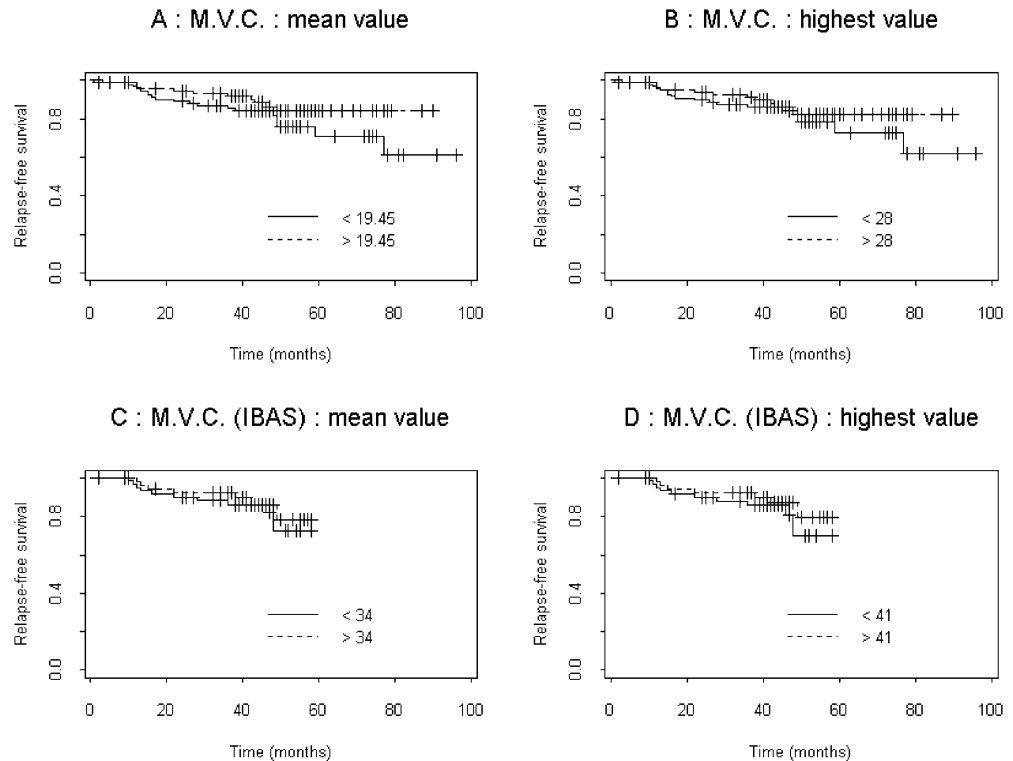 A : M.V.C. : mean value
Relapse-free survival
0.8
0.4
0.0
< 19.45
> 19.45
0 20 40 60 80 100
Time (months)
B : M.V.C. : highest value
Relapse-free survival
0.8
0.4
0.0
< 28
> 28
0 20 40 60 80 100
Time (months)
C : M.V.C. (IBAS) : mean value
Relapse-free survival
0.8
0.4
0.0
< 34
> 34
0 20 40 60 80 100
Time (months)
D : M.V.C. (IBAS) : highest value
Relapse-free survival
0.8
0.4
0.0
< 41
> 41
0 20 40 60 80 100
Time (months)